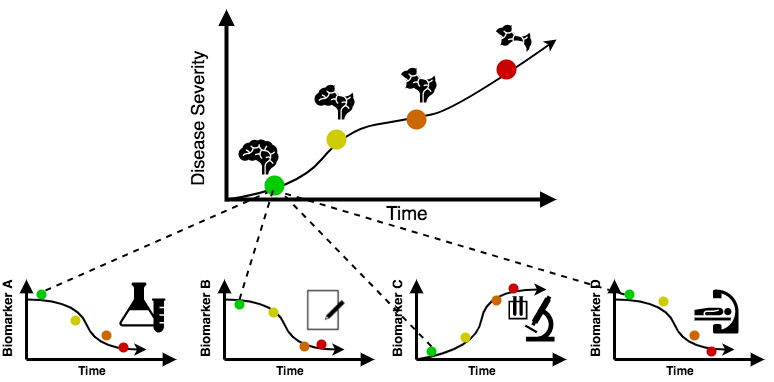 Disease Severity
Time
Biomarker A
Time
Biomarker B
Time
Biomarker C
Time
Biomarker D
Time